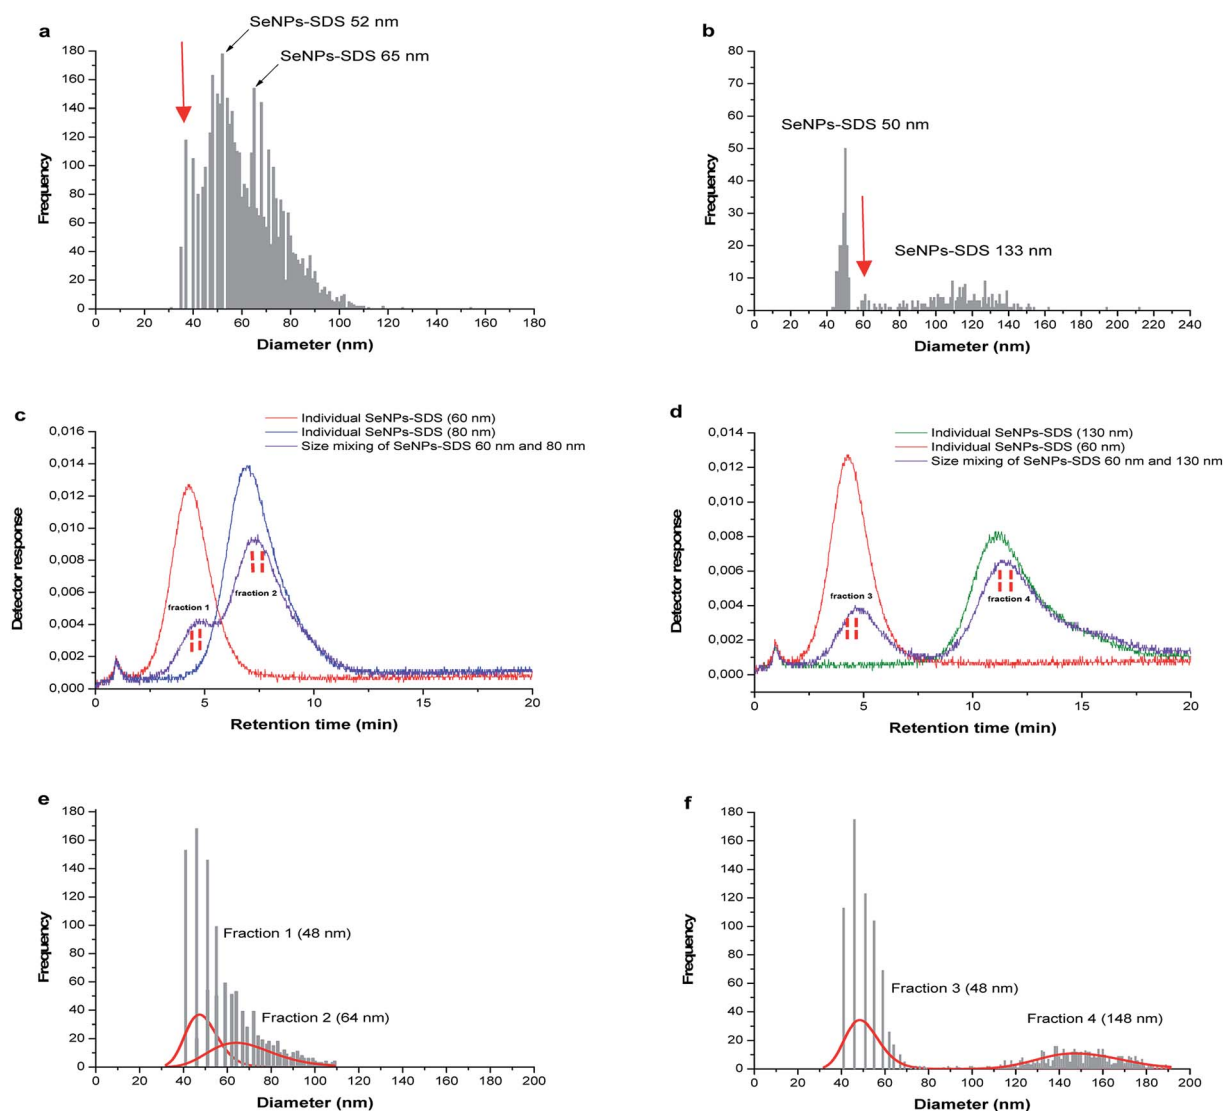 a
SeNPs-SDS 52 nm
SeNPs-SDS 65 nm
Frequency
180
160
140
120
100
80
60
40
20
0
0 20 40 60 80 100 120 140 160 180
Diameter (nm)
b
SeNPs-SDS 50 nm
SeNPs-SDS 133 nm
Frequency
80
70
60
50
40
30
20
10
0
0 20 40 60 80 100 120 140 160 180 200 220 240
Diameter (nm)
c
Individual SeNPs-SDS (60 nm)
Individual SeNPs-SDS (80 nm)
Size mixing of SeNPs-SDS 60 nm and 80 nm
Detector response
0,016
0,014
0,012
0,010
0,008
0,006
0,004
0,002
0,000
fraction 1
fraction 2
0 5 10 15 20
Retention time (min)
d
Individual SeNPs-SDS (130 nm)
Individual SeNPs-SDS (60 nm)
Size mixing of SeNPs-SDS 60 nm and 130 nm
Detector response
0,014
0,012
0,010
0,008
0,006
0,004
0,002
0,000
fraction 3
fraction 4
0 5 10 15 20
Retention time (min)
e
Fraction 1 (48 nm)
Fraction 2 (64 nm)
Frequency
180
160
140
120
100
80
60
40
20
0
0 20 40 60 80 100 120 140 160 180 200
Diameter (nm)
f
Fraction 3 (48 nm)
Fraction 4 (148 nm)
Frequency
180
160
140
120
100
80
60
40
20
0
0 20 40 60 80 100 120 140 160 180 200
Diameter (nm)